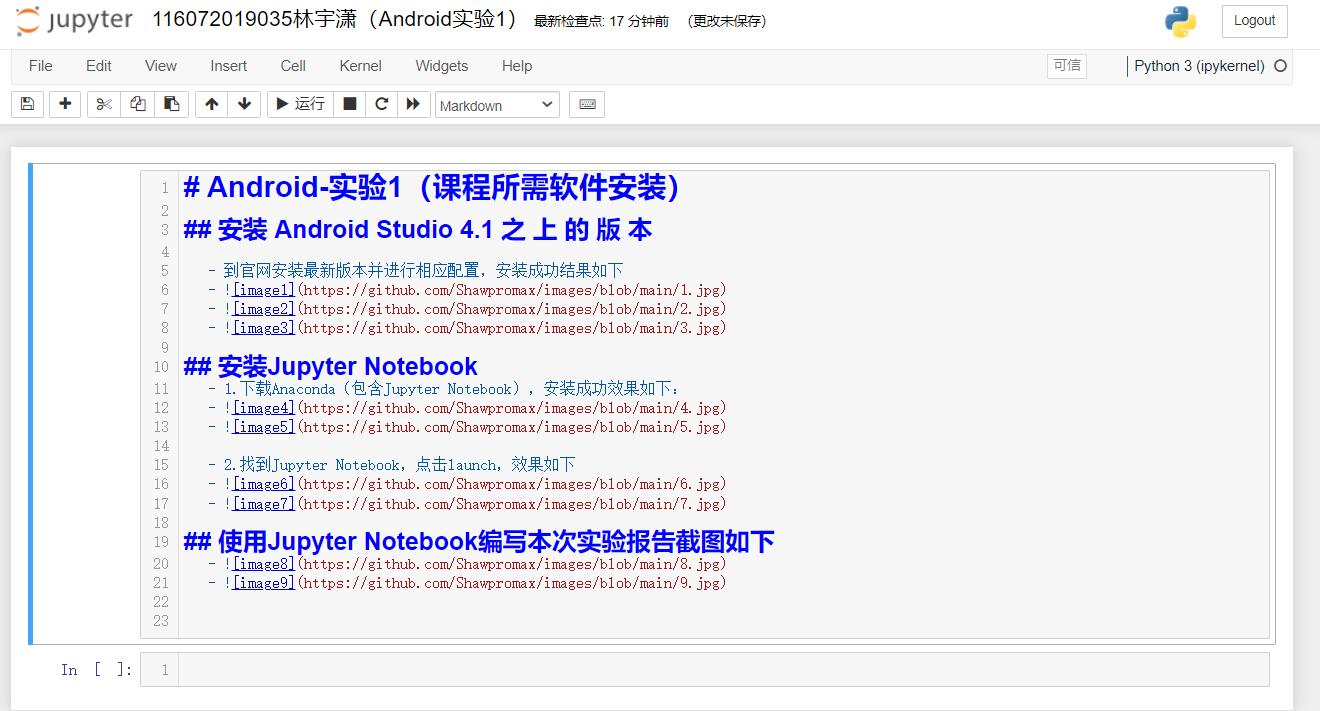 jupyter 116072019035林宇潇（Android实验1） 最新检查点: 17 分钟前 （更改未保存） Logout
File Edit View Insert Cell Kernel Widgets Help 可信 Python 3 (ipykernel)
运行 Markdown
1 # Android-实验1（课程所需软件安装）
2
3 ## 安装 Android Studio 4.1 之 上 的 版 本
4
5 - 到官网安装最新版本并进行相应配置，安装成功结果如下
6 - ![image1](https://github.com/Shawpromax/images/blob/main/1.jpg)
7 - ![image2](https://github.com/Shawpromax/images/blob/main/2.jpg)
8 - ![image3](https://github.com/Shawpromax/images/blob/main/3.jpg)
9
10 ## 安装Jupyter Notebook
11 - 1.下载Anaconda（包含Jupyter Notebook），安装成功效果如下：
12 - ![image4](https://github.com/Shawpromax/images/blob/main/4.jpg)
13 - ![image5](https://github.com/Shawpromax/images/blob/main/5.jpg)
14
15 - 2.找到Jupyter Notebook，点击launch，效果如下
16 - ![image6](https://github.com/Shawpromax/images/blob/main/6.jpg)
17 - ![image7](https://github.com/Shawpromax/images/blob/main/7.jpg)
18
19 ## 使用Jupyter Notebook编写本次实验报告截图如下
20 - ![image8](https://github.com/Shawpromax/images/blob/main/8.jpg)
21 - ![image9](https://github.com/Shawpromax/images/blob/main/9.jpg)
22
23
In [ ]: 1